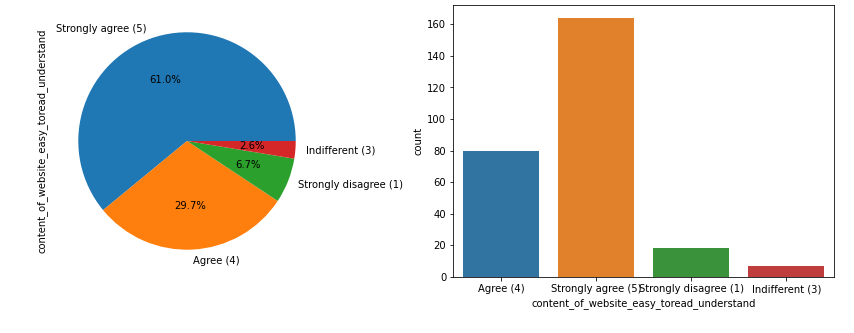 Strongly agree (5)
61.0%
content_of_website_easy_toread_understand
2.6%
Indifferent (3)
6.7%
Strongly disagree (1)
29.7%
Agree (4)
160
140
120
100
80
60
40
20
0
count
Agree (4)
Strongly agree (5)
Strongly disagree (1)
Indifferent (3)
content_of_website_easy_toread_understand